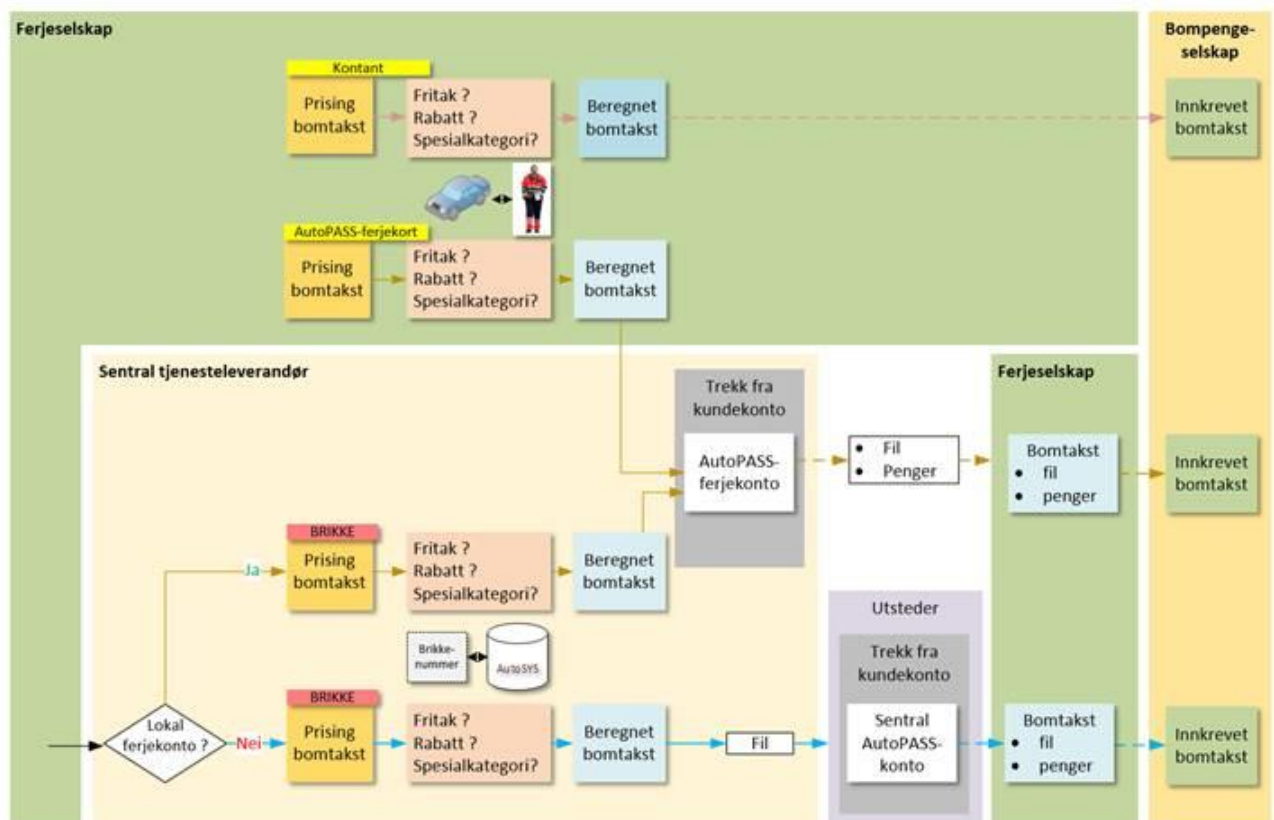 Ferjeselskap
Bompenge-
selskap
Kontant
Prising
bomtakst
Fritak ?
Rabatt ?
Spesialkategori?
Beregnet
bomtakst
Innkrevet
bomtakst
AutoPASS-ferjekort
Prising
bomtakst
Fritak ?
Rabatt ?
Spesialkategori?
Beregnet
bomtakst
Sentral tjenesteleverandør
Trekk fra
kundekonto
AutoPASS-
ferjekonto
• Fil
• Penger
Ferjeselskap
Bomtakst
• fil
• penger
Innkrevet
bomtakst
Ja
BRIKKE
Prising
bomtakst
Fritak ?
Rabatt ?
Spesialkategori?
Beregnet
bomtakst
Brikke-
nummer
AutoSYS
Lokal
ferjekonto ?
Nei
BRIKKE
Prising
bomtakst
Fritak ?
Rabatt ?
Spesialkategori?
Beregnet
bomtakst
Fil
Utsteder
Trekk fra
kundekonto
Sentral
AutoPASS-
konto
Bomtakst
• fil
• penger
Innkrevet
bomtakst